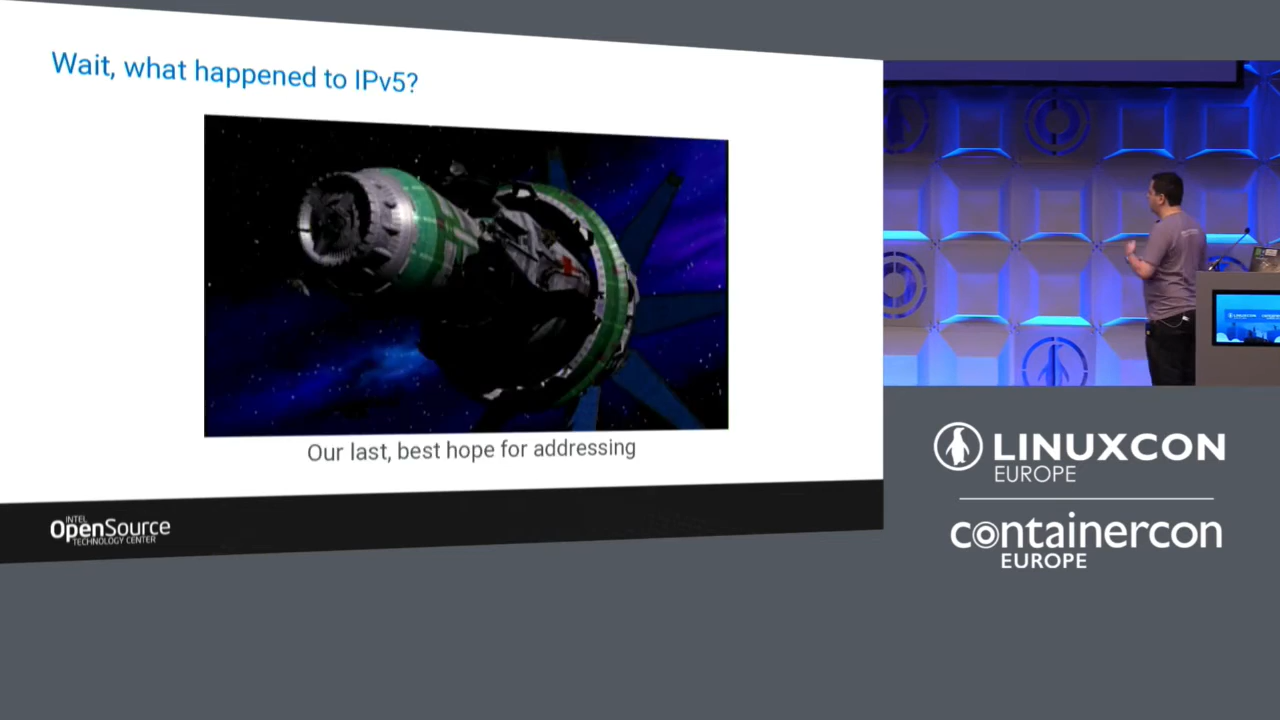 Wait, what happened to IPv5?
Our last, best hope for addressing
INTEL
OpenSource
TECHNOLOGY CENTER
LINUXCON
EUROPE
containercon
EUROPE
LINUXCON